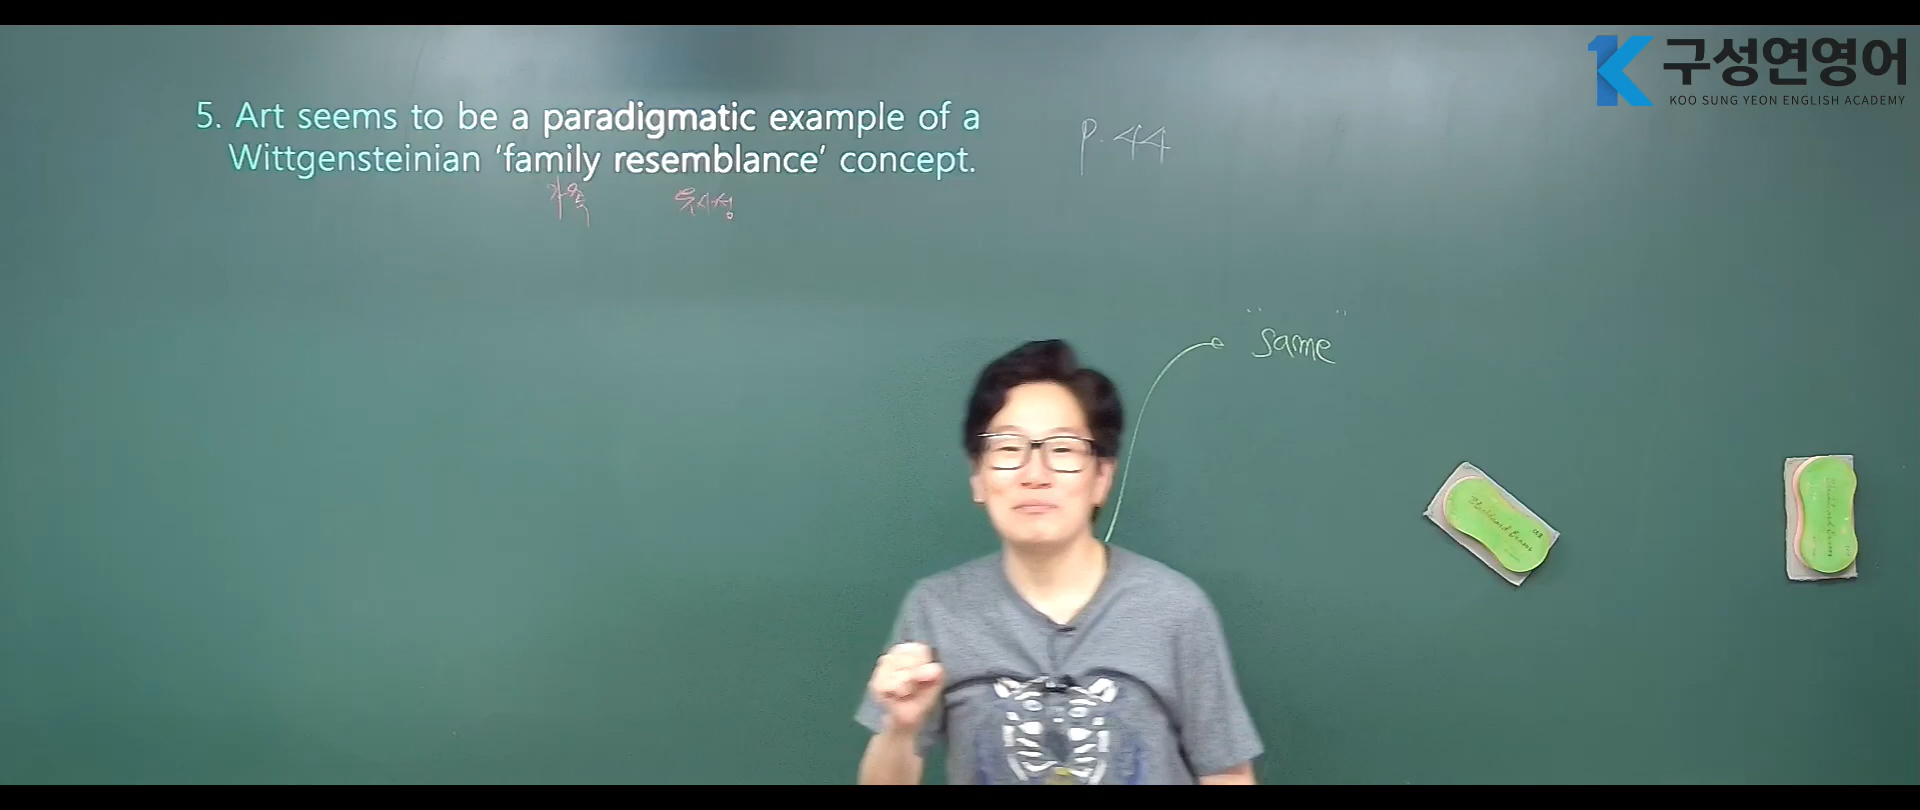 구성연영어
KOO SUNG YEON ENGLISH ACADEMY
5. Art seems to be a paradigmatic example of a
Wittgensteinian 'family resemblance' concept.
p.44
가족 유사성
"same"